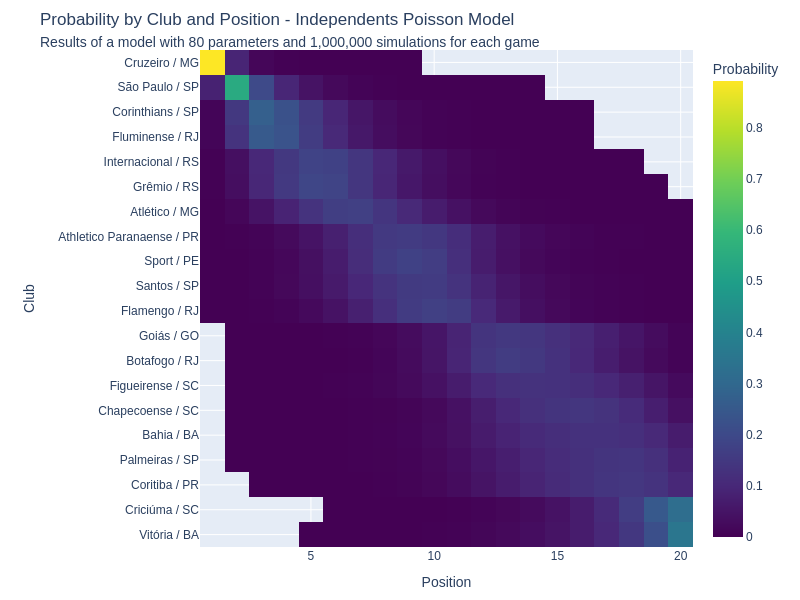 Probability by Club and Position - Independents Poisson Model
Results of a model with 80 parameters and 1,000,000 simulations for each game
Probability
Cruzeiro / MG
São Paulo / SP
Corinthians / SP
Fluminense / RJ
Internacional / RS
Grêmio / RS
Atlético / MG
Athletico Paranaense / PR
Sport / PE
Santos / SP
Flamengo / RJ
Goiás / GO
Botafogo / RJ
Figueirense / SC
Chapecoense / SC
Bahia / BA
Palmeiras / SP
Coritiba / PR
Criciúma / SC
Vitória / BA
Club
5
10
15
20
Position
0.8
0.7
0.6
0.5
0.4
0.3
0.2
0.1
0